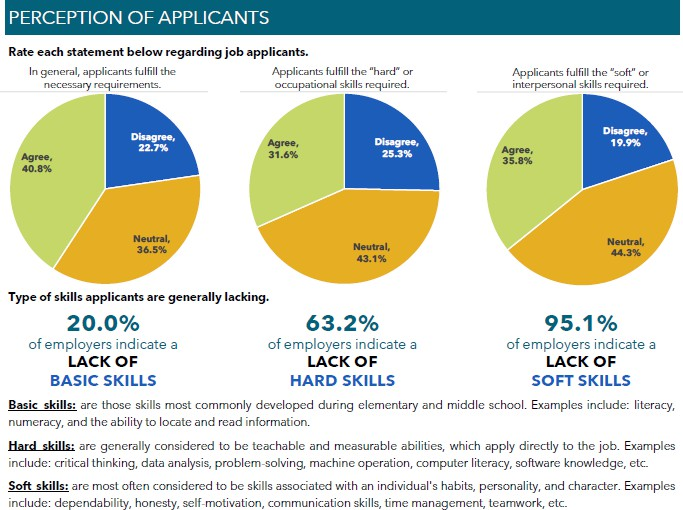 PERCEPTION OF APPLICANTS
Rate each statement below regarding job applicants.
In general, applicants fulfill the
necessary requirements.
Applicants fulfill the "hard" or
occupational skills required.
Applicants fulfill the "soft" or
interpersonal skills required.
Agree,
40.8%
Disagree,
22.7%
Neutral,
36.5%
Agree,
31.6%
Disagree,
25.3%
Neutral,
43.1%
Agree,
35.8%
Disagree,
19.9%
Neutral,
44.3%
Type of skills applicants are generally lacking.
20.0%
of employers indicate a
LACK OF
BASIC SKILLS
63.2%
of employers indicate a
LACK OF
HARD SKILLS
95.1%
of employers indicate a
LACK OF
SOFT SKILLS
Basic skills: are those skills most commonly developed during elementary and middle school. Examples include: literacy,
numeracy, and the ability to locate and read information.
Hard skills: are generally considered to be teachable and measurable abilities, which apply directly to the job. Examples
include: critical thinking, data analysis, problem-solving, machine operation, computer literacy, software knowledge, etc.
Soft skills: are most often considered to be skills associated with an individual's habits, personality, and character. Examples
include: dependability, honesty, self-motivation, communication skills, time management, teamwork, etc.